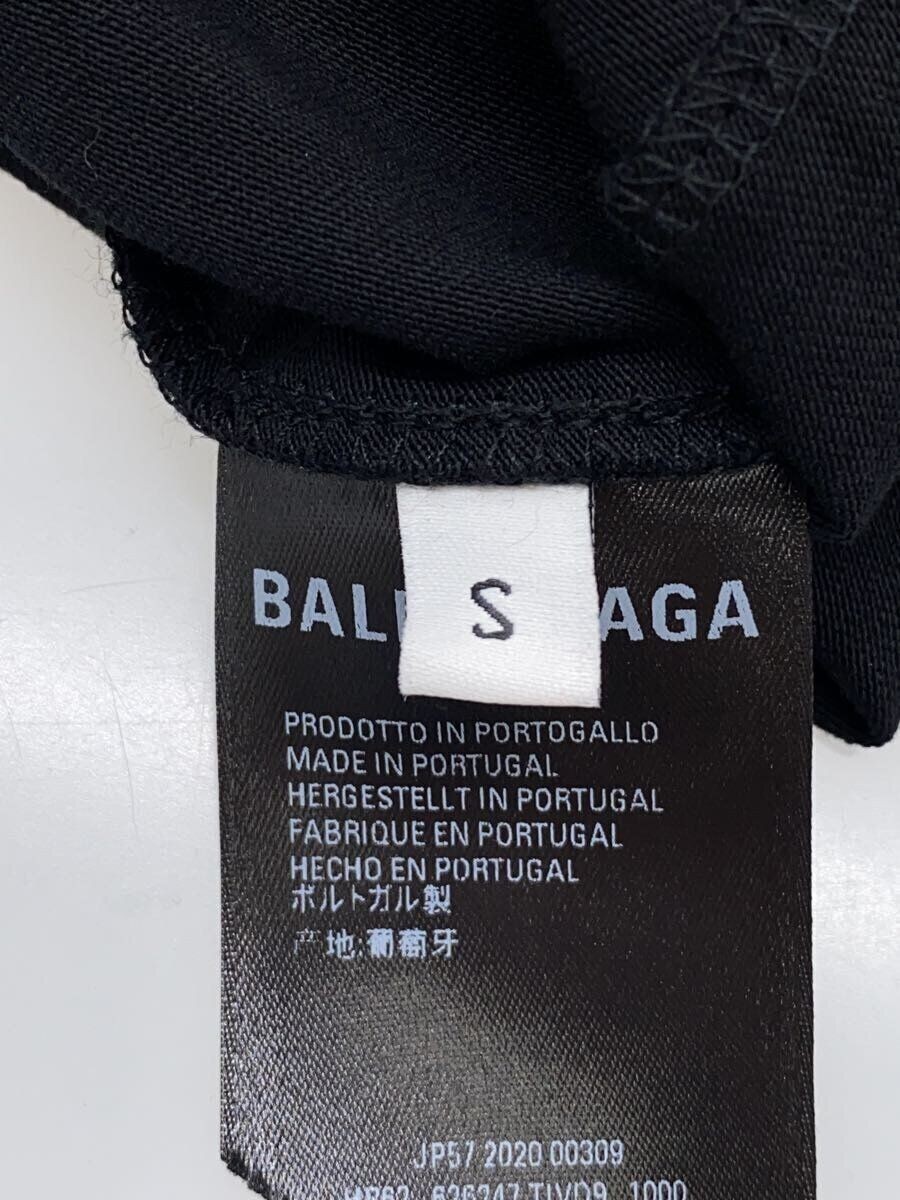 BAL AGA
S
PRODOTTO IN PORTOGALLO
MADE IN PORTUGAL
HERGESTELLT IN PORTUGAL
FABRIQUE EN PORTUGAL
HECHO EN PORTUGAL
ポルトガル製
产地:葡萄牙
JP57 2020 00309
1000